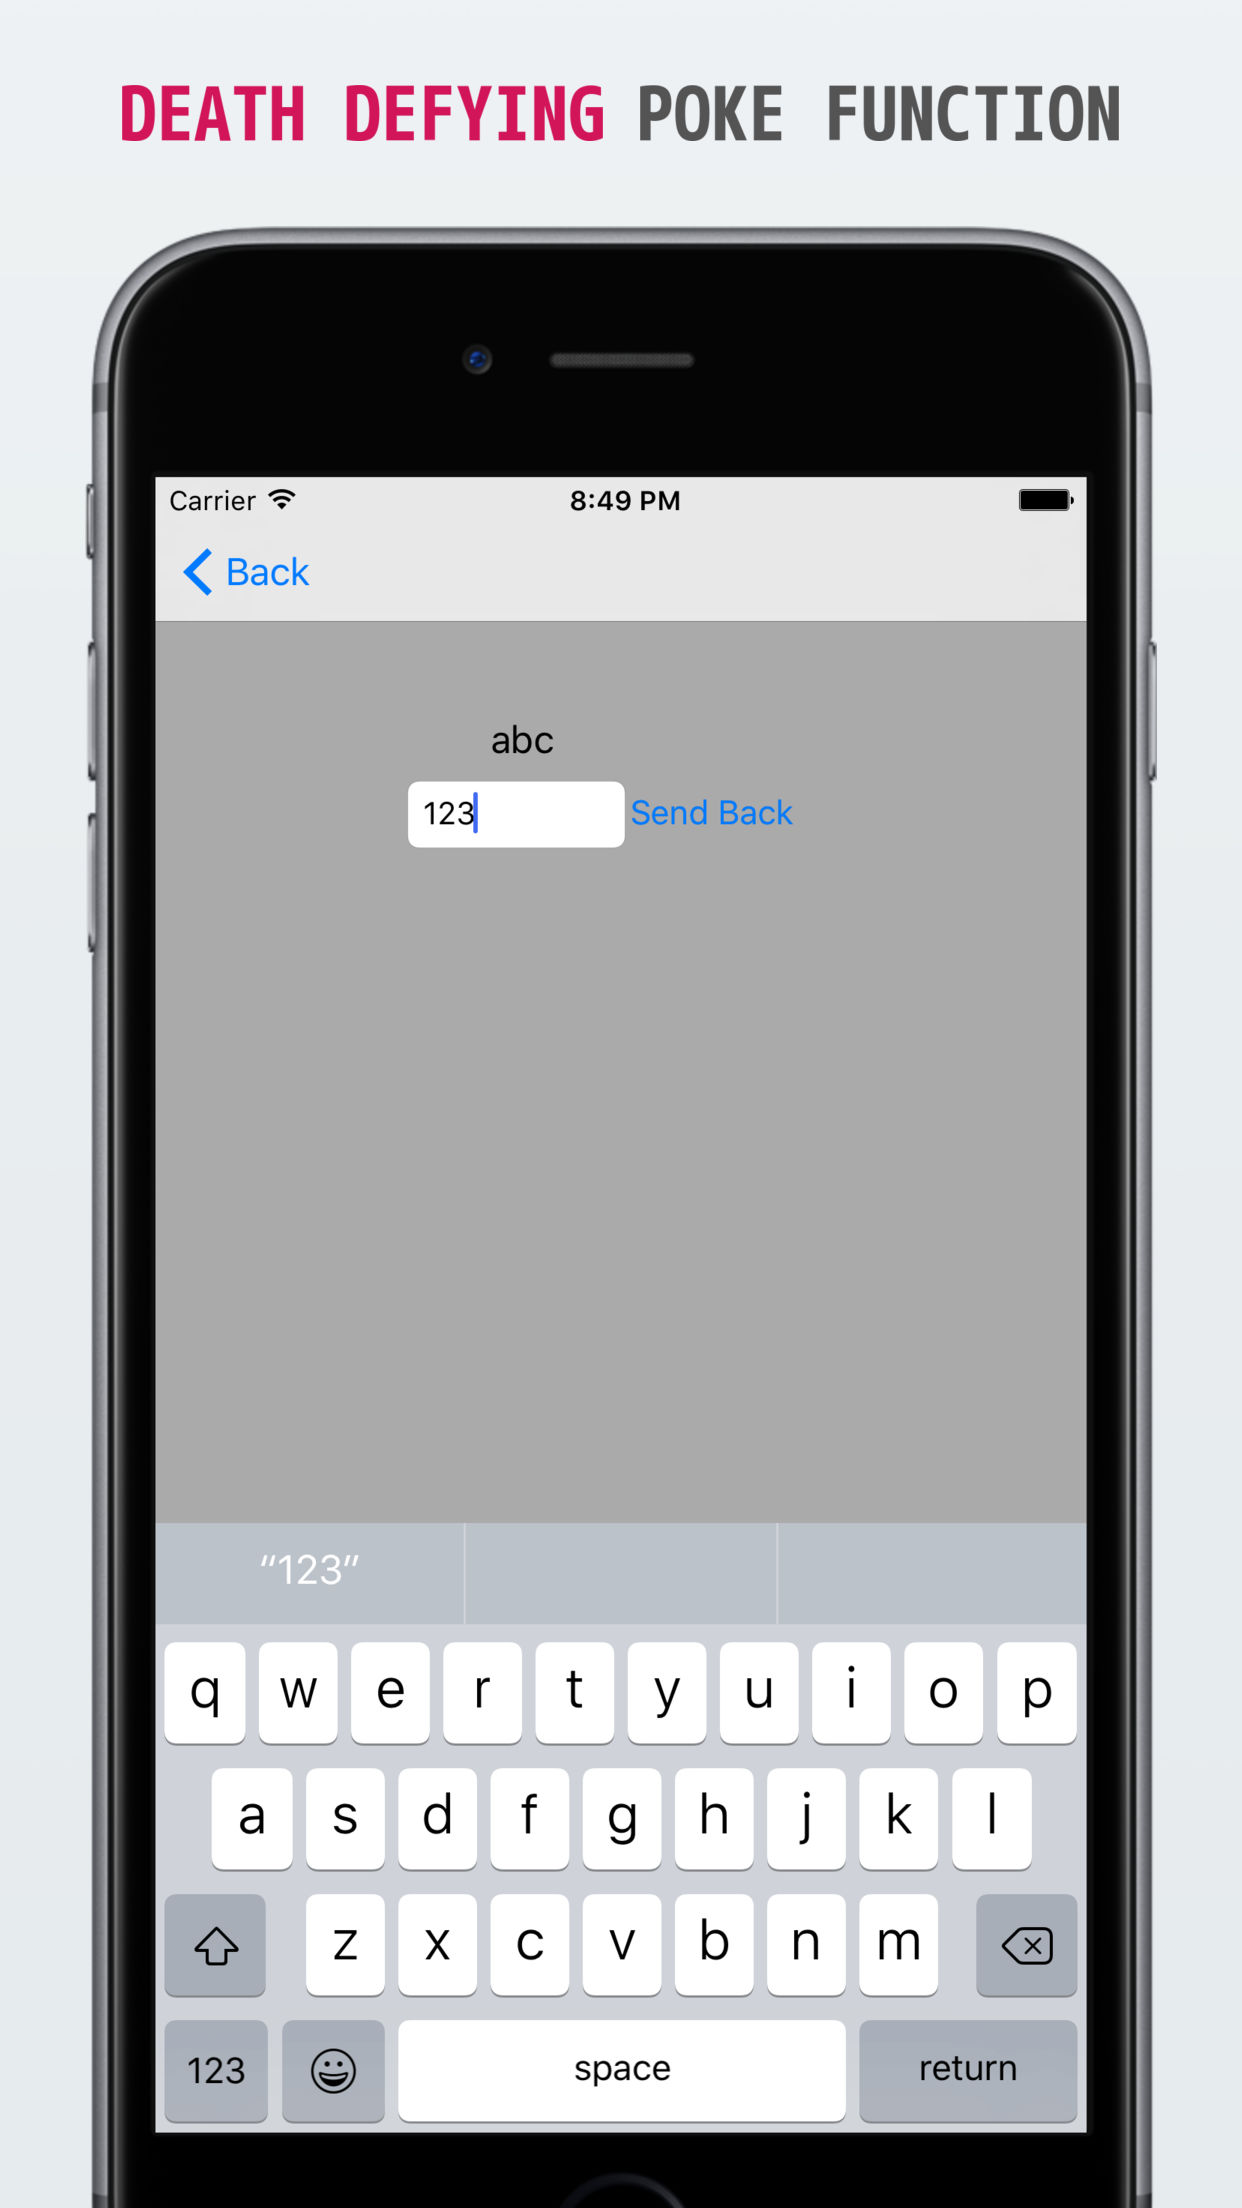 DEATH DEFYING POKE FUNCTION
Carrier 8:49 PM
Back
abc
123 Send Back
“123”
q w e r t y u i o p
a s d f g h j k l
z x c v b n m
123 space return